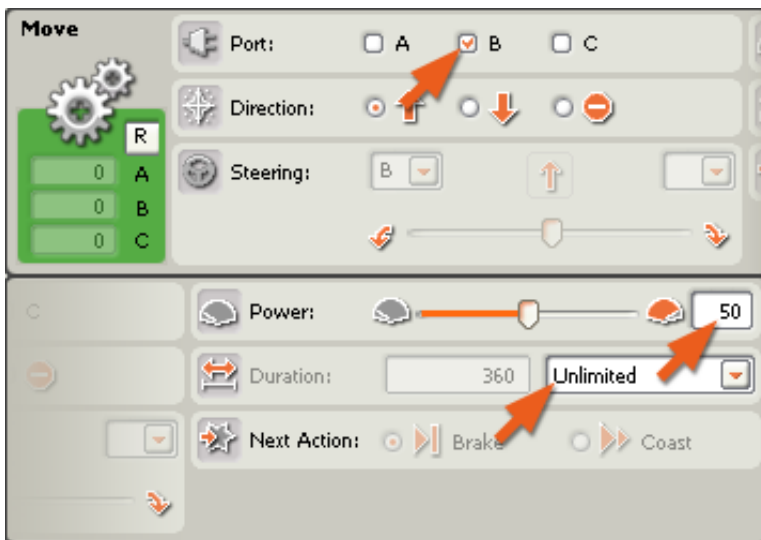 Move
Port: A B C
Direction:
R
Steering: B
0 A
0 B
0 C
C
Power: 50
Duration: 360 Unlimited
Next Action: Brake Coast